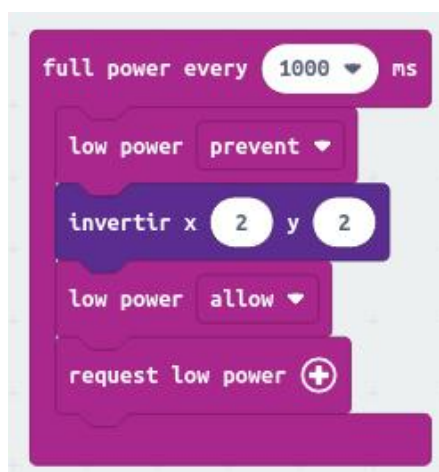 full power every 1000 ms
low power prevent
invertir x 2 y 2
low power allow
request low power